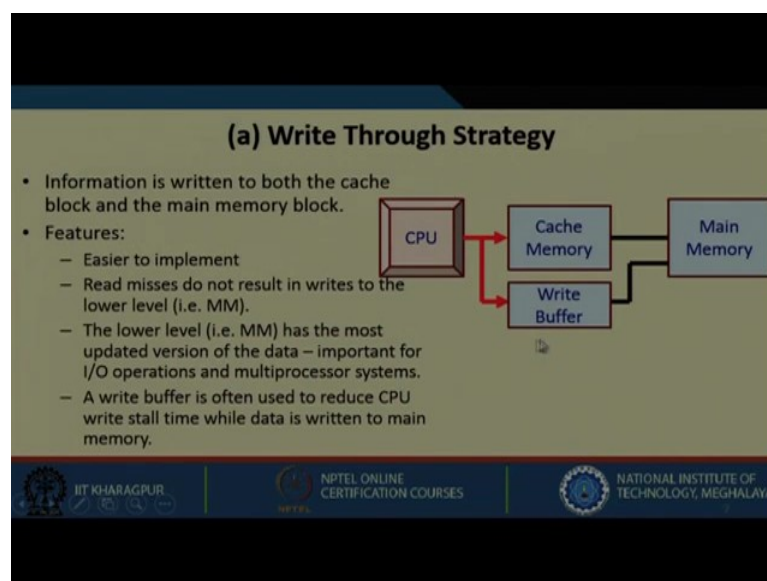 (a) Write Through Strategy
• Information is written to both the cache
block and the main memory block.
• Features:
– Easier to implement
– Read misses do not result in writes to the
lower level (i.e. MM).
– The lower level (i.e. MM) has the most
updated version of the data – important for
I/O operations and multiprocessor systems.
– A write buffer is often used to reduce CPU
write stall time while data is written to main
memory.
CPU
Cache
Memory
Write
Buffer
Main
Memory
IIT KHARAGPUR
NPTEL
NPTEL ONLINE
CERTIFICATION COURSES
NATIONAL INSTITUTE OF
TECHNOLOGY, MEGHALAY